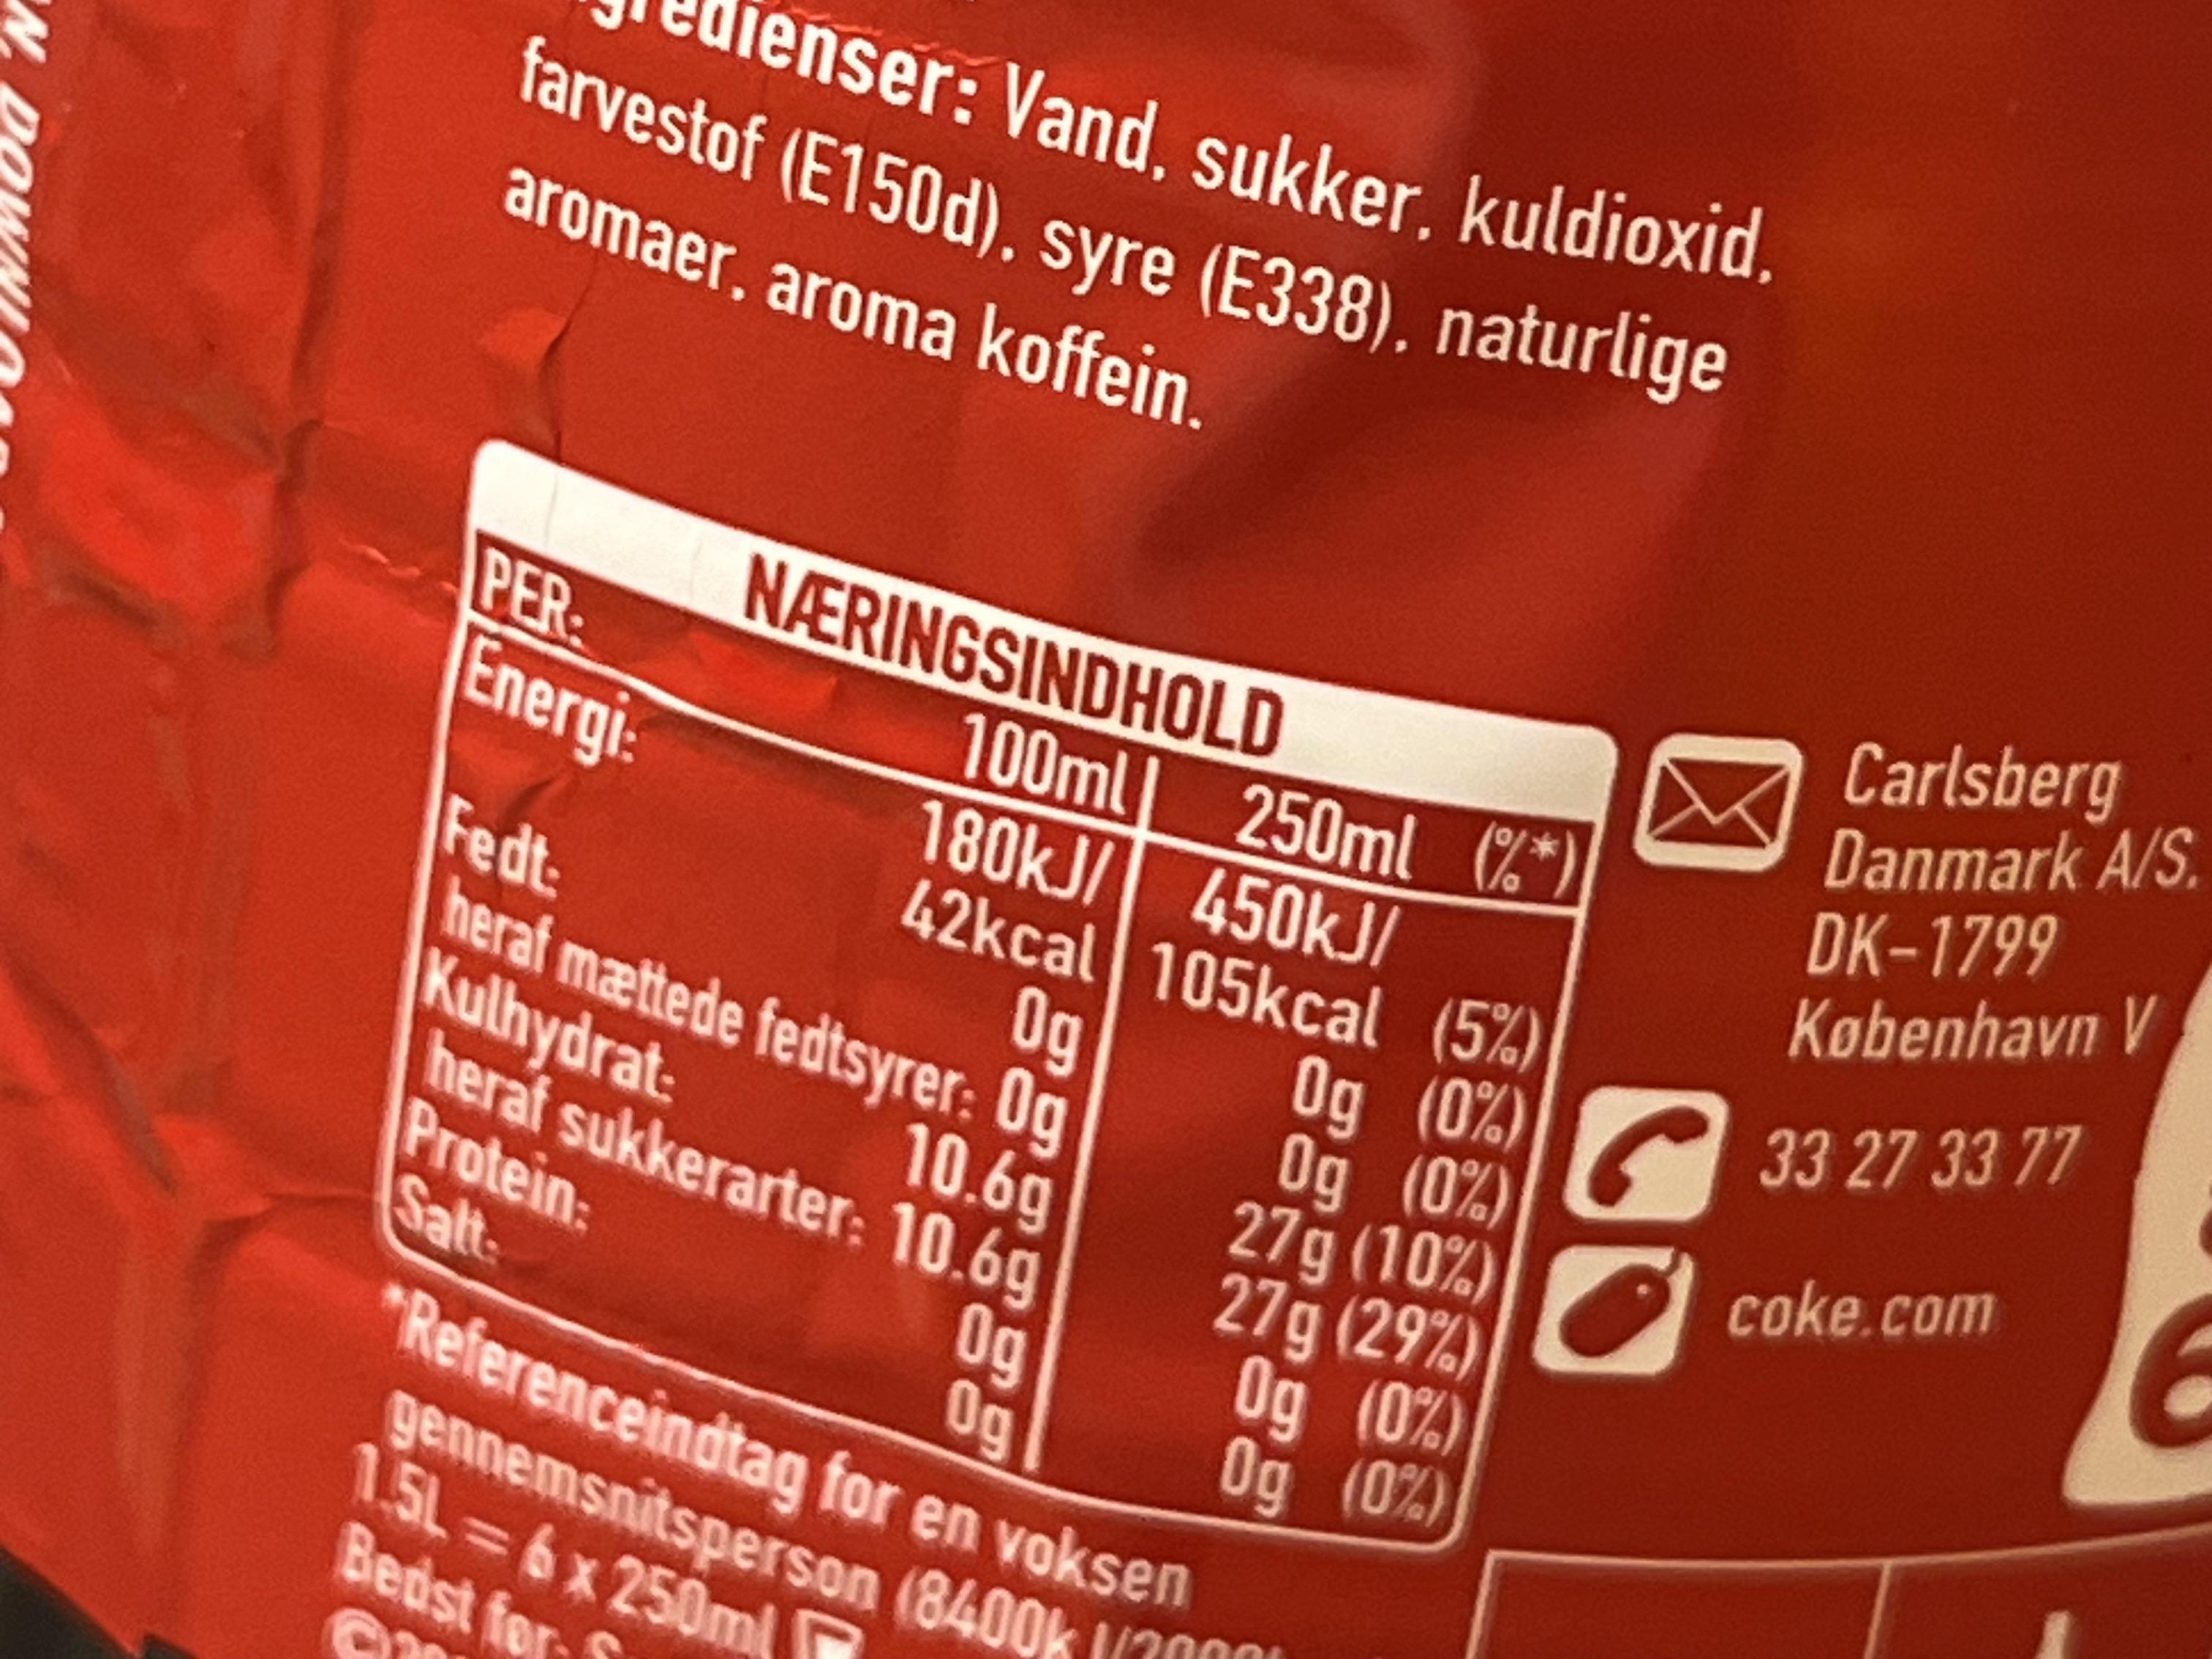 gredienser: Vand, sukker, kuldioxid,
farvestof (E150d), syre (E338), naturlige
aromaer, aroma koffein.
NÆRINGSINDHOLD
PER: 100ml 250ml (%*)
Energi: 180kJ/ 450kJ/
42kcal 105kcal (5%)
Fedt: 0g 0g (0%)
heraf mættede fedtsyrer: 0g 0g (0%)
Kulhydrat: 10.6g 27g (10%)
heraf sukkerarter: 10.6g 27g (29%)
Protein: 0g 0g (0%)
Salt: 0g 0g (0%)
*Referenceindtag for en voksen
gennemsnitsperson (8400k
1.5L = 6 x 250ml
Bedst før:
Carlsberg
Danmark A/S.
DK-1799
København V
33 27 33 77
coke.com